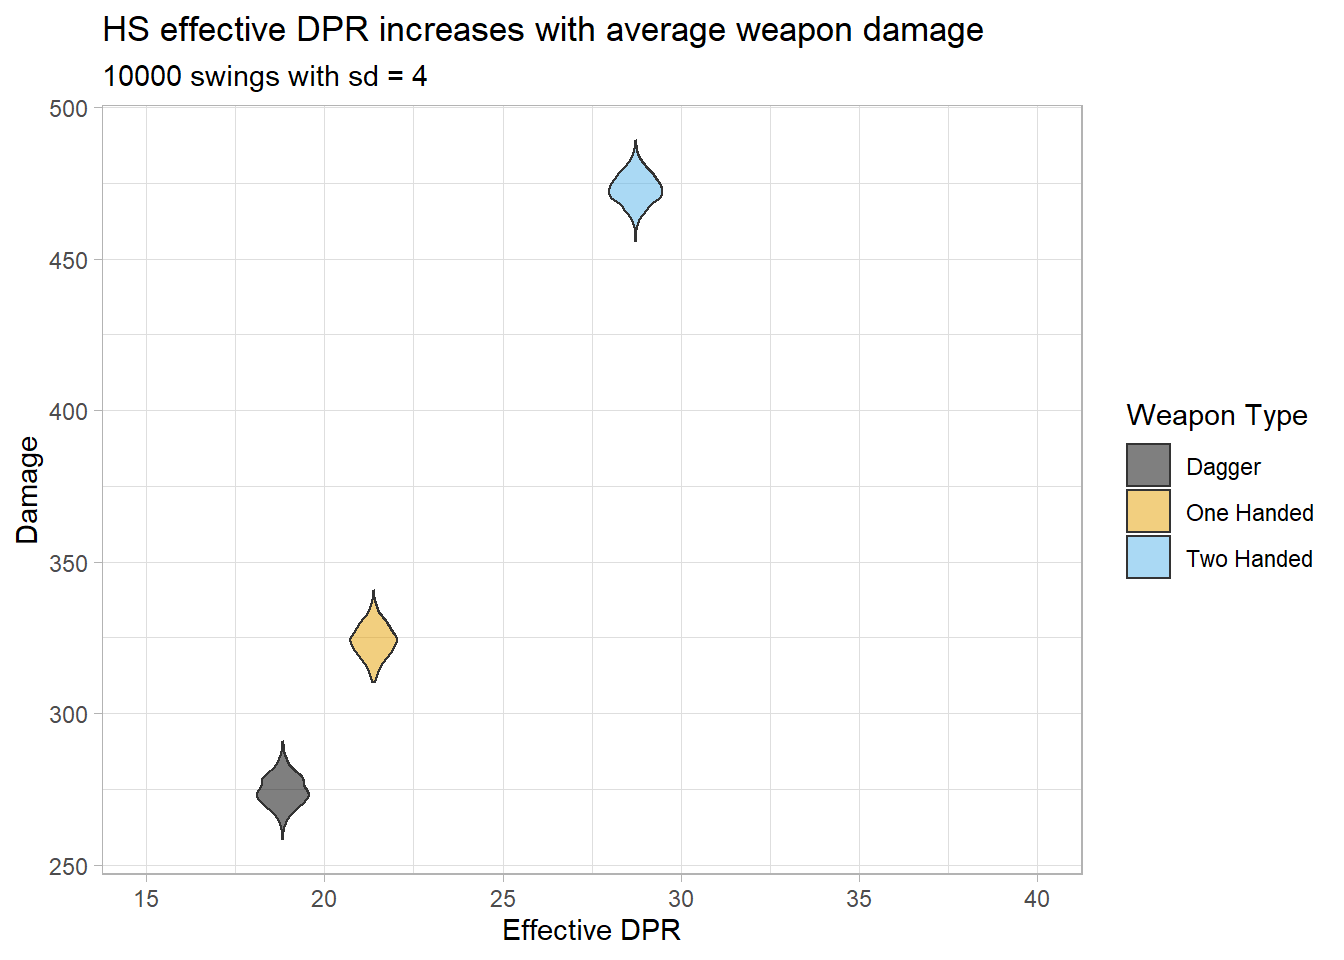 HS effective DPR increases with average weapon damage
10000 swings with sd = 4
500
450
400
350
300
250
Damage
15 20 25 30 35 40
Effective DPR
Weapon Type
Dagger
One Handed
Two Handed